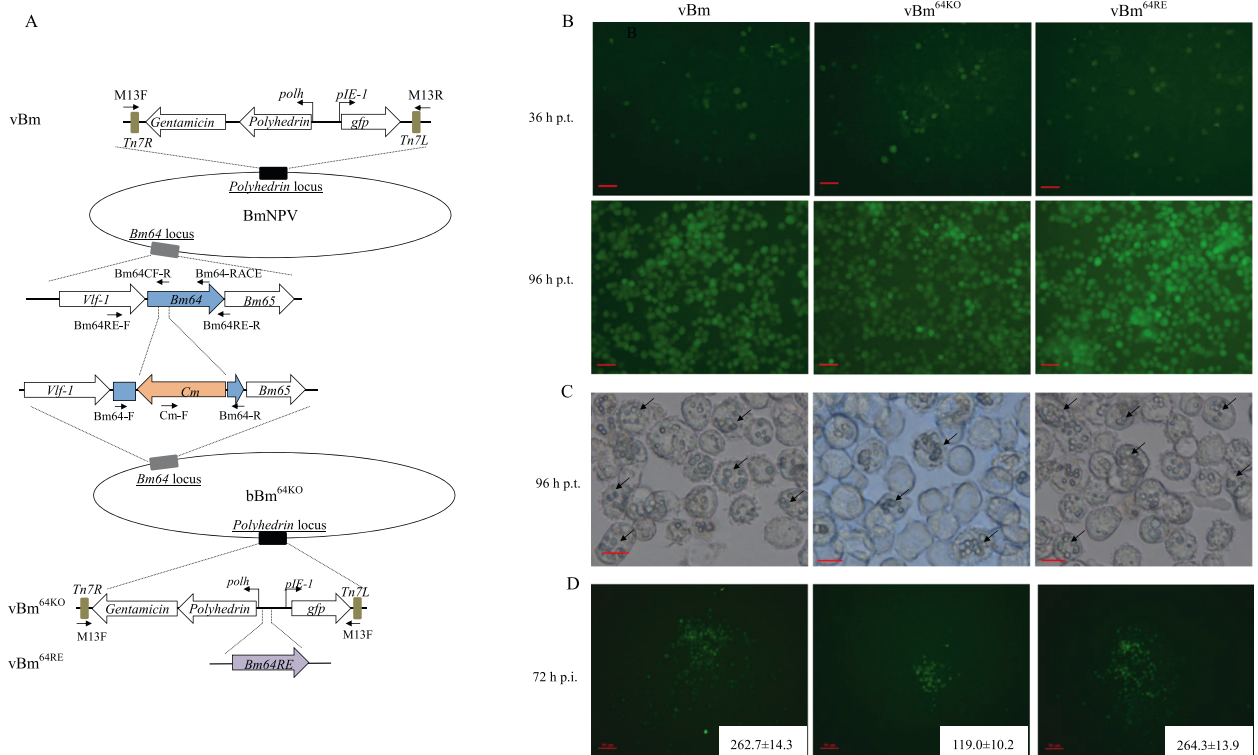 A
vBm
M13F
polh
pIE-1
M13R
Gentamicin
Polyhedrin
gfp
Tn7R
Tn7L
Polyhedrin locus
BmNPV
Bm64 locus
Bm64CF-R
Bm64-RACE
Vlf-1
Bm64
Bm65
Bm64RE-F
Bm64RE-R
Vlf-1
Cm
Bm65
Bm64-F
Cm-F
Bm64-R
Bm64 locus
bBm64KO
Polyhedrin locus
Tn7R
polh
pIE-1
Tn7L
vBm64KO
Gentamicin
Polyhedrin
gfp
M13F
M13F
vBm64RE
Bm64RE
B
vBm
vBm64KO
vBm64RE
B
36 h p.t.
96 h p.t.
C
96 h p.t.
D
72 h p.i.
262.7±14.3
119.0±10.2
264.3±13.9